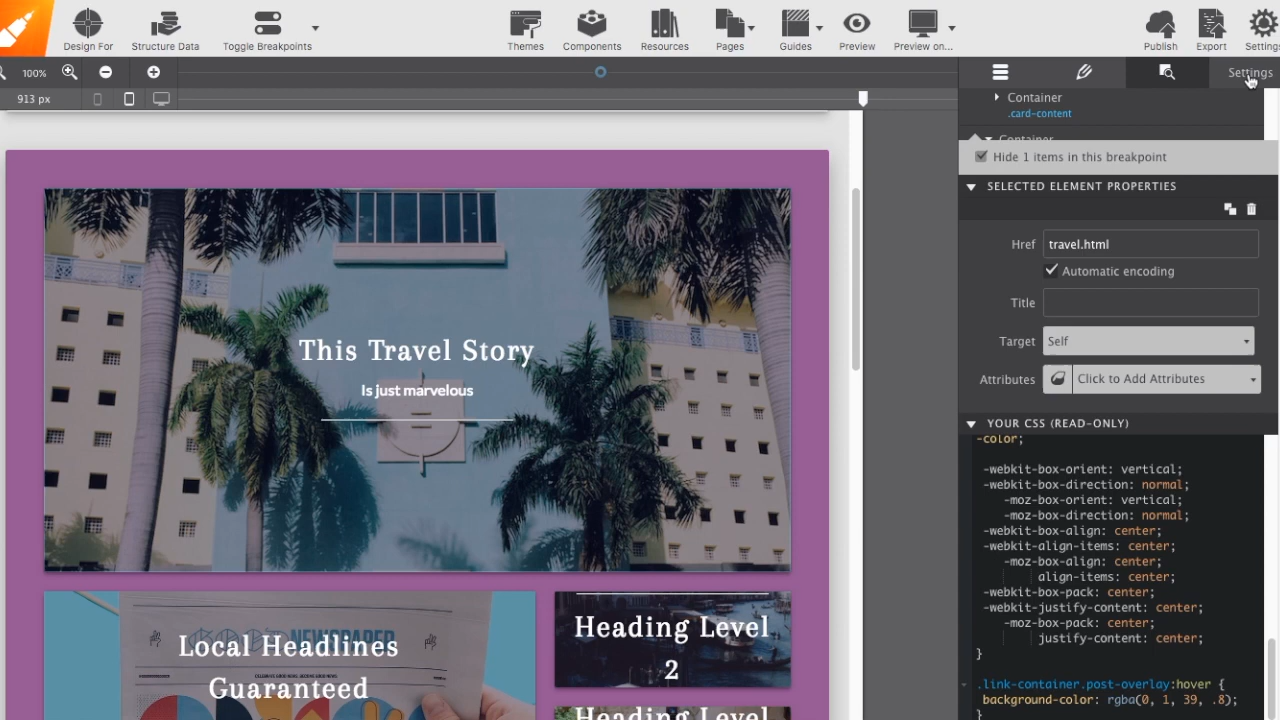 Design For
Structure Data
Toggle Breakpoints
Themes
Components
Resources
Pages
Guides
Preview
Preview on...
Publish
Export
Settings
100%
913 px
Settings
Container
.card-content
Container
Hide 1 items in this breakpoint
SELECTED ELEMENT PROPERTIES
Href
travel.html
Automatic encoding
Title
Target
Self
Attributes
Click to Add Attributes
YOUR CSS (READ-ONLY)
-color;
-webkit-box-orient: vertical;
-webkit-box-direction: normal;
-moz-box-orient: vertical;
-moz-box-direction: normal;
-webkit-box-align: center;
-webkit-align-items: center;
-moz-box-align: center;
align-items: center;
-webkit-box-pack: center;
-webkit-justify-content: center;
-moz-box-pack: center;
justify-content: center;
}
.link-container.post-overlay:hover {
background-color: rgba(0, 1, 39, .8);
}
This Travel Story
Is just marvelous
NEWSPAPER
Local Headlines
Guaranteed
Heading Level
2
Heading Level